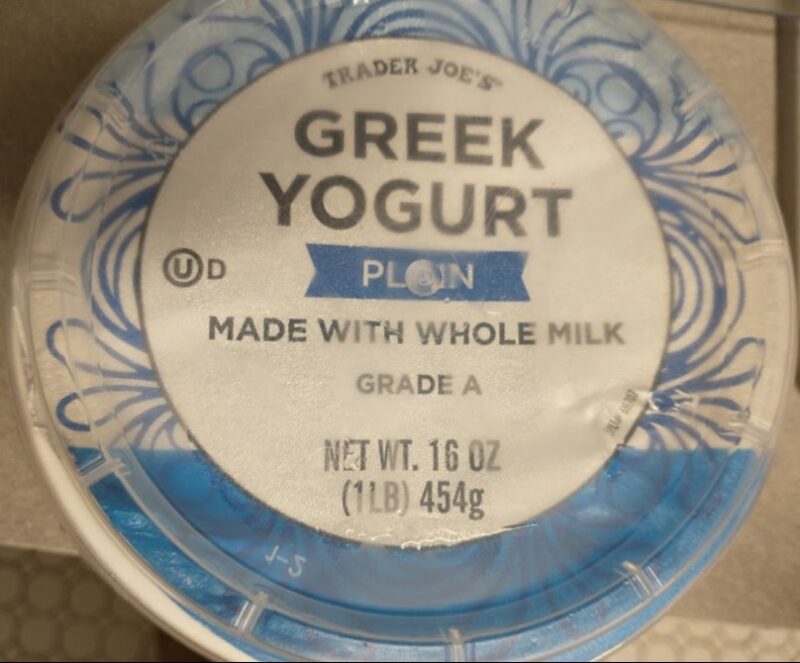 TRADER JOE'S
GREEK
YOGURT
PLAIN
U D
MADE WITH WHOLE MILK
GRADE A
NET WT. 16 OZ
(1LB) 454g